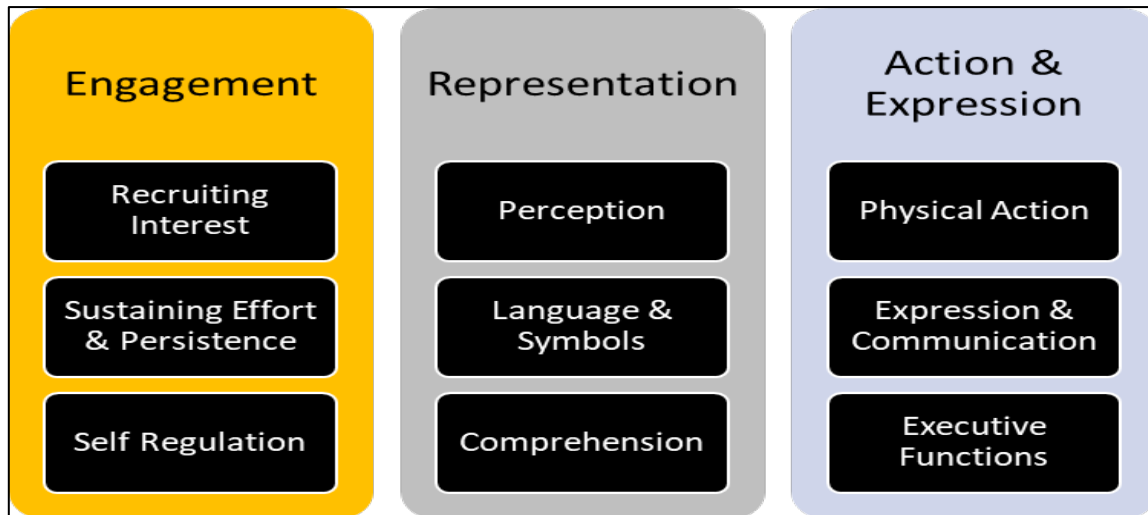 Engagement
Recruiting
Interest
Sustaining Effort
& Persistence
Self Regulation
Representation
Perception
Language &
Symbols
Comprehension
Action &
Expression
Physical Action
Expression &
Communication
Executive
Functions